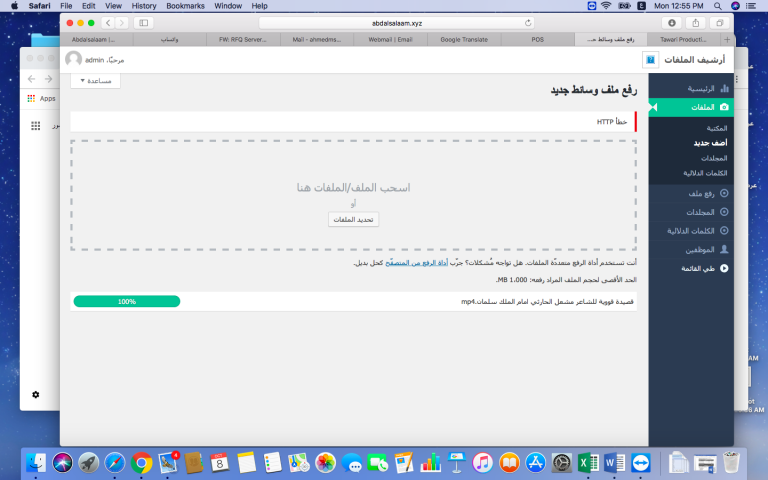 Safari File Edit View History Bookmarks Window Help
Mon 12:55 PM
abdalsalaam.xyz
Abdalsalaam |...
واتساب
FW: RFQ Server...
Mail - ahmedms...
Webmail | Email
Google Translate
POS
رفع ملف وسائط جد...
Tawari Producti...
Apps
أرشيف الملفات
مرحبًا، admin
مساعدة
رفع ملف وسائط جديد
خطأ HTTP
اسحب الملف/الملفات هنا
أو
تحديد الملفات
أنت تستخدم أداة الرفع متعددة الملفات. هل تواجه مُشكلات؟ جرّب أداة الرفع من المتصفّح كحل بديل.
الحد الأقصى لحجم الملف المراد رفعه: 1٬000 MB.
قصيدة قووية للشاعر مشعل الحارثي امام الملك سلمات.mp4
100%
الرئيسية
الملفات
المكتبة
أضف جديد
المجلدات
الكلمات الدلالية
رفع ملف
المجلدات
الكلمات الدلالية
الموظفين
طي القائمة
AM
8